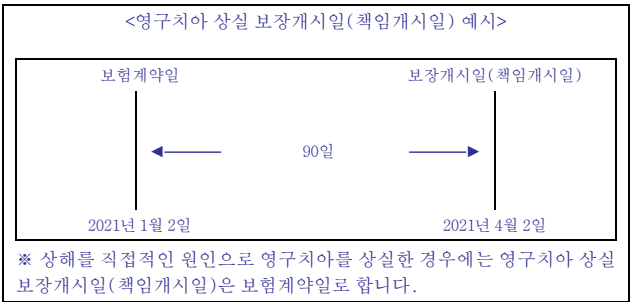 <영구치아 상실 보장개시일(책임개시일) 예시>
보험계약일 보장개시일(책임개시일)
90일
2021년 1월 2일 2021년 4월 2일
※ 상해를 직접적인 원인으로 영구치아를 상실한 경우에는 영구치아 상실
보장개시일(책임개시일)은 보험계약일로 합니다.